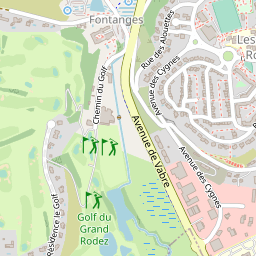 Fontanges
Les
Ro
Rue des Alouettes
Avenue des Cygnes
Chemin du Golf
Avenue de Vabre
Avenue des Cygnes
Résidence le Golf
Golf du
Grand
Rodez